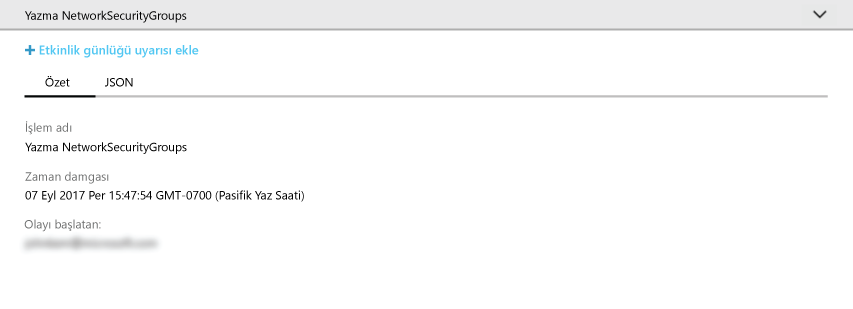 Yazma NetworkSecurityGroups
Etkinlik günlüğü uyarısı ekle
Özet JSON
İşlem adı
Yazma NetworkSecurityGroups
Zaman damgası
07 Eyl 2017 Per 15:47:54 GMT-0700 (Pasifik Yaz Saati)
Olayı başlatan: